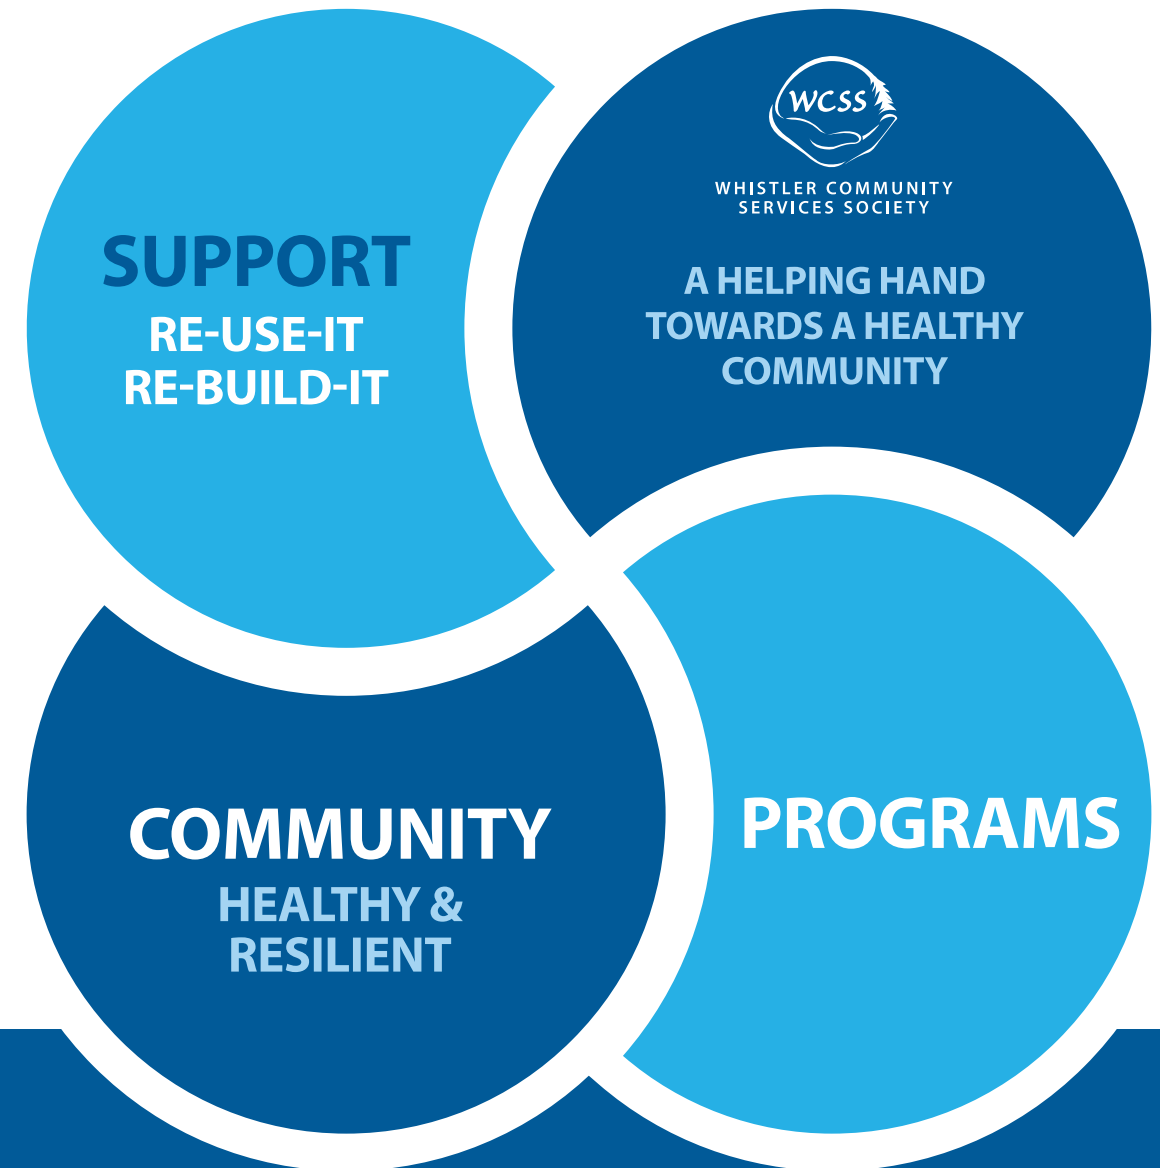 SUPPORT
RE-USE-IT
RE-BUILD-IT
WCSS
WHISTLER COMMUNITY
SERVICES SOCIETY
A HELPING HAND
TOWARDS A HEALTHY
COMMUNITY
COMMUNITY
HEALTHY &
RESILIENT
PROGRAMS